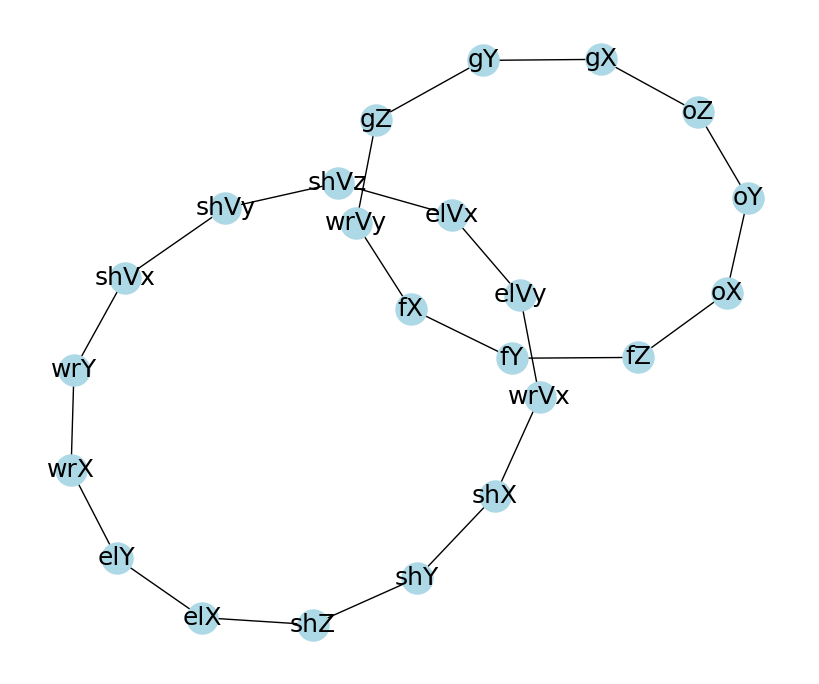 gY
gX
oZ
gZ
shVz
oY
shVy
elVx
wrVy
shVx
oX
elVy
fX
fY
fZ
wrY
wrVx
wrX
shX
elY
shY
elX
shZ